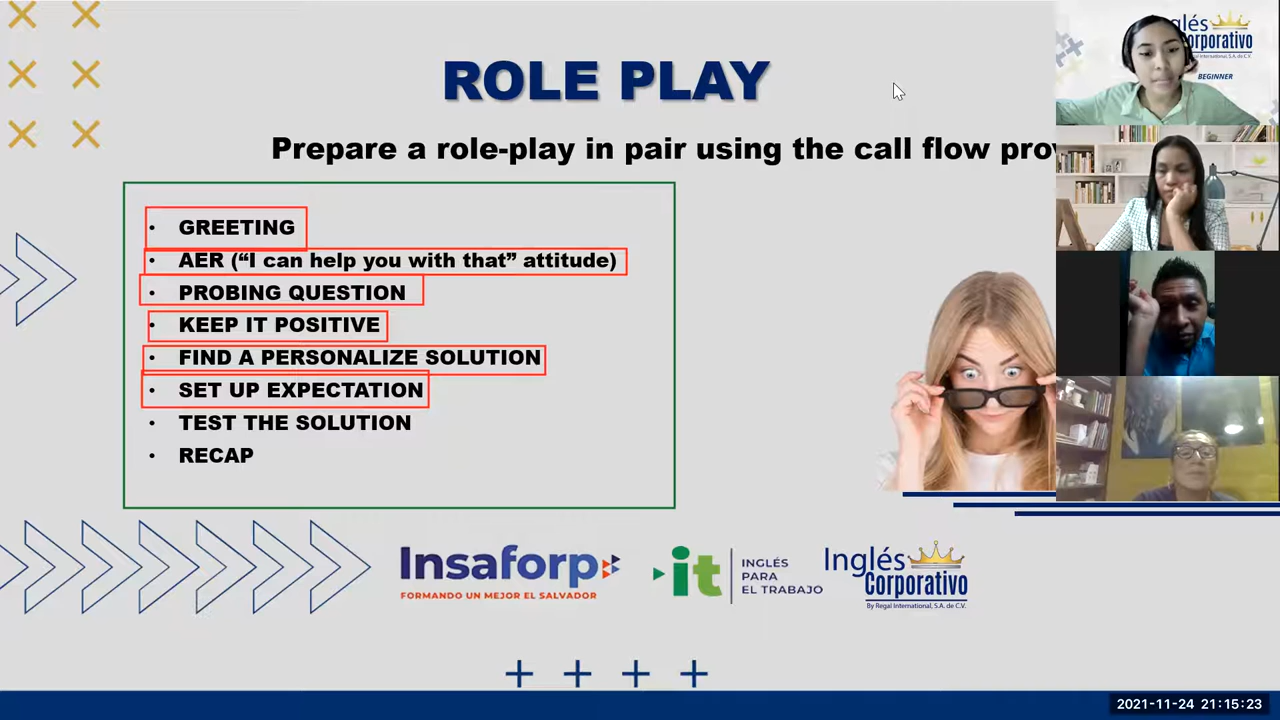 ROLE PLAY
Prepare a role-play in pair using the call flow prov
• GREETING
• AER (“I can help you with that” attitude)
• PROBING QUESTION
• KEEP IT POSITIVE
• FIND A PERSONALIZE SOLUTION
• SET UP EXPECTATION
• TEST THE SOLUTION
• RECAP
glés
orporativo
BEGINNER
Insaforp
FORMANDO UN MEJOR EL SALVADOR
it
INGLÉS
PARA
EL TRABAJO
Inglés
Corporativo
By Regal International, S.A. de C.V.
2021-11-24 21:15:23